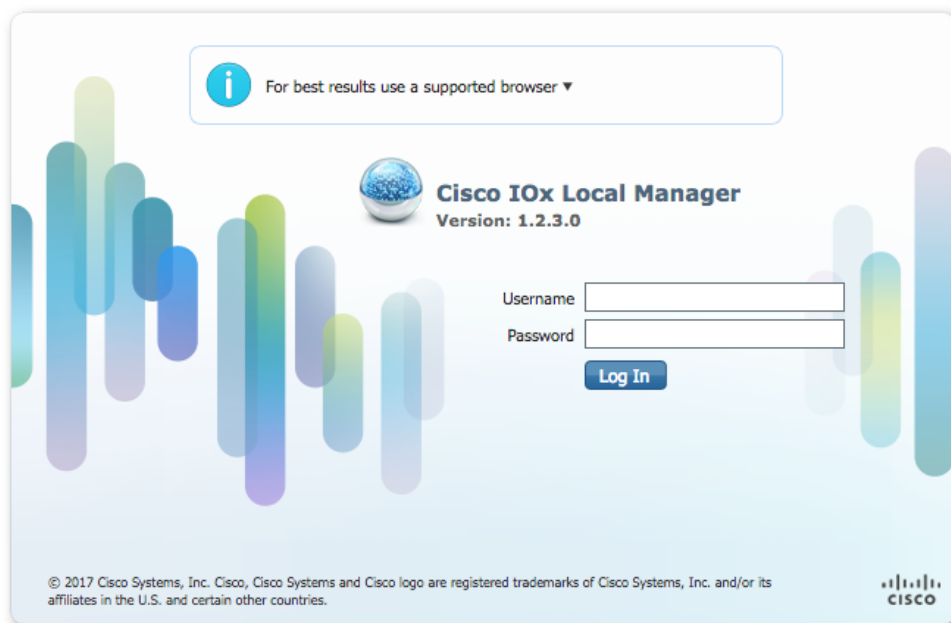 For best results use a supported browser ▼
Cisco IOx Local Manager
Version: 1.2.3.0
Username
Password
Log In
© 2017 Cisco Systems, Inc. Cisco, Cisco Systems and Cisco logo are registered trademarks of Cisco Systems, Inc. and/or its
affiliates in the U.S. and certain other countries.
CISCO